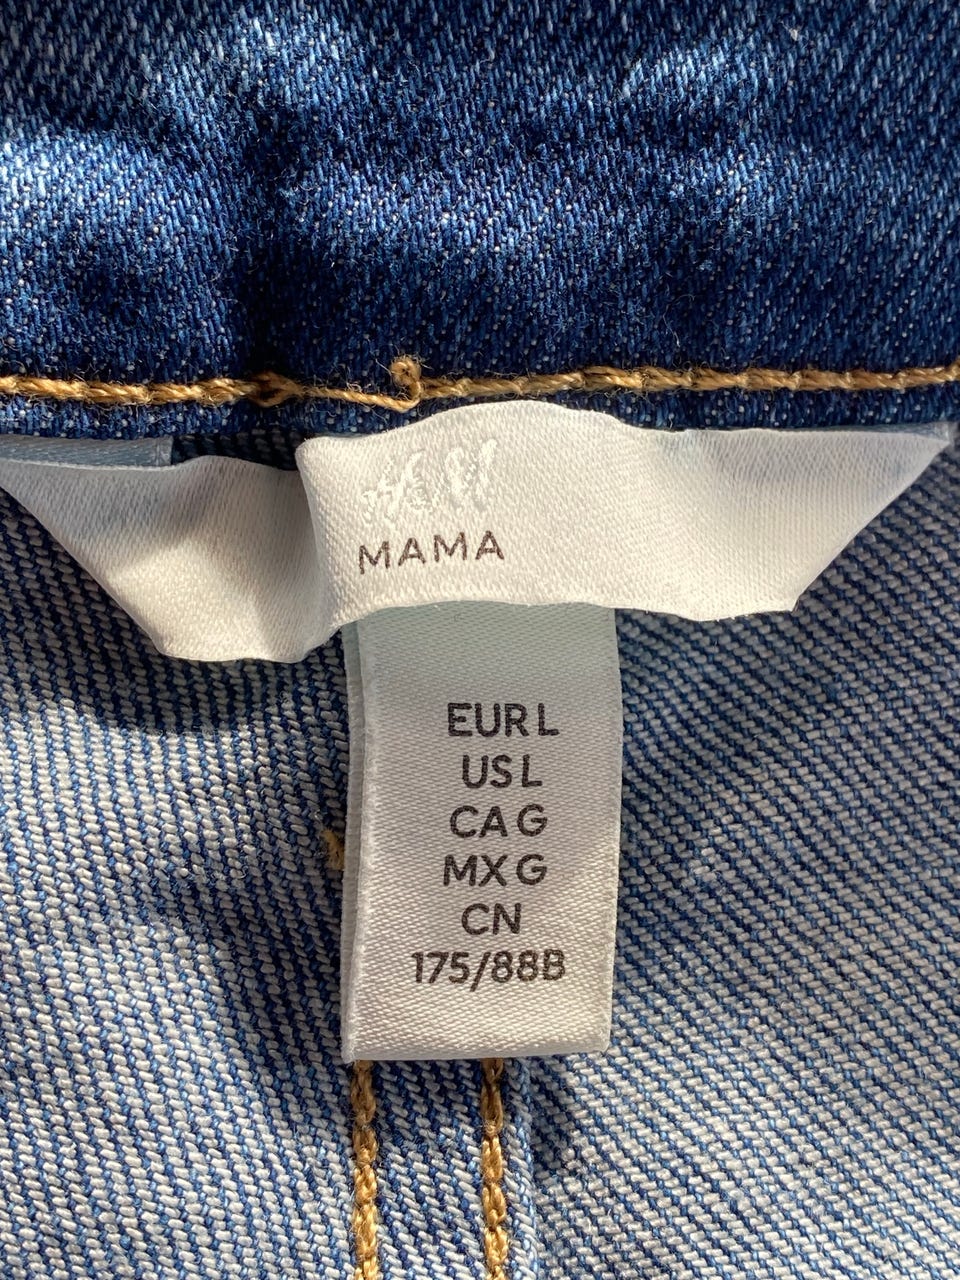 H&M
MAMA
EUR L
US L
CA G
MX G
CN
175/88B